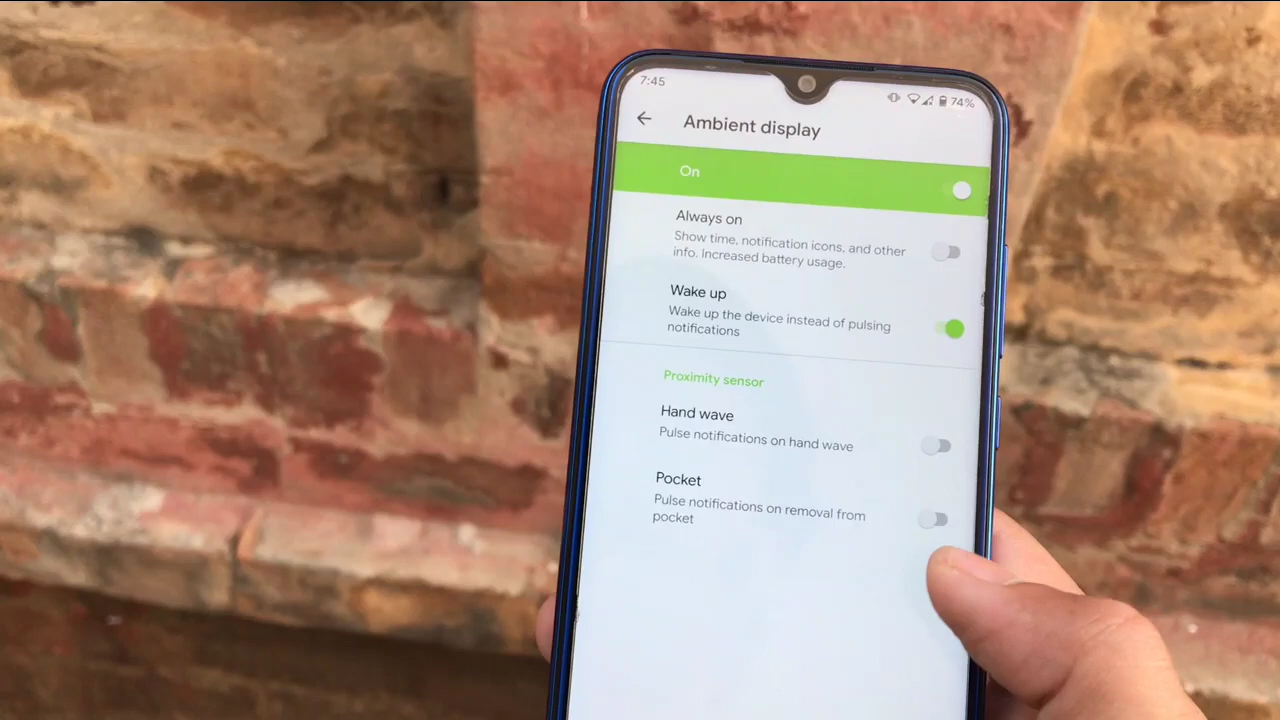 7:45
74%
Ambient display
On
Always on
Show time, notification icons, and other
info. Increased battery usage.
Wake up
Wake up the device instead of pulsing
notifications
Proximity sensor
Hand wave
Pulse notifications on hand wave
Pocket
Pulse notifications on removal from
pocket